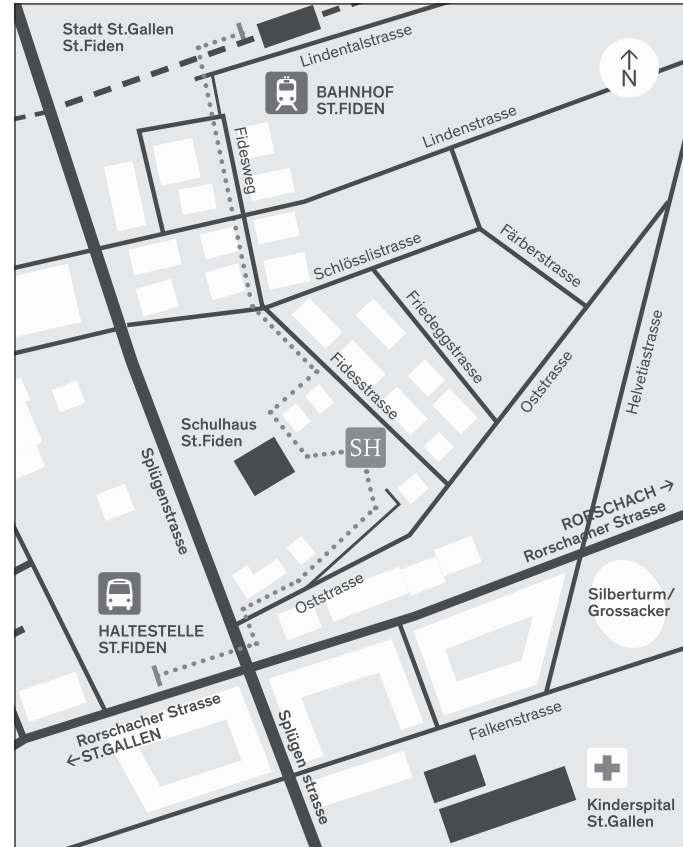 Stadt St.Gallen
St.Fiden
Lindentalstrasse
BAHNHOF
ST.FIDEN
N
Lindenstrasse
Fidesweg
Schlösslistrasse
Färberstrasse
Friedeggstrasse
Fidesstrasse
Oststrasse
Helvetiastrasse
Schulhaus
St.Fiden
SH
Splügenstrasse
RORSCHACH →
Rorschacher Strasse
HALTESTELLE
ST.FIDEN
Oststrasse
Silberturm/
Grossacker
Rorschacher Strasse
←ST.GALLEN
Splügen strasse
Falkenstrasse
Kinderspital
St.Gallen